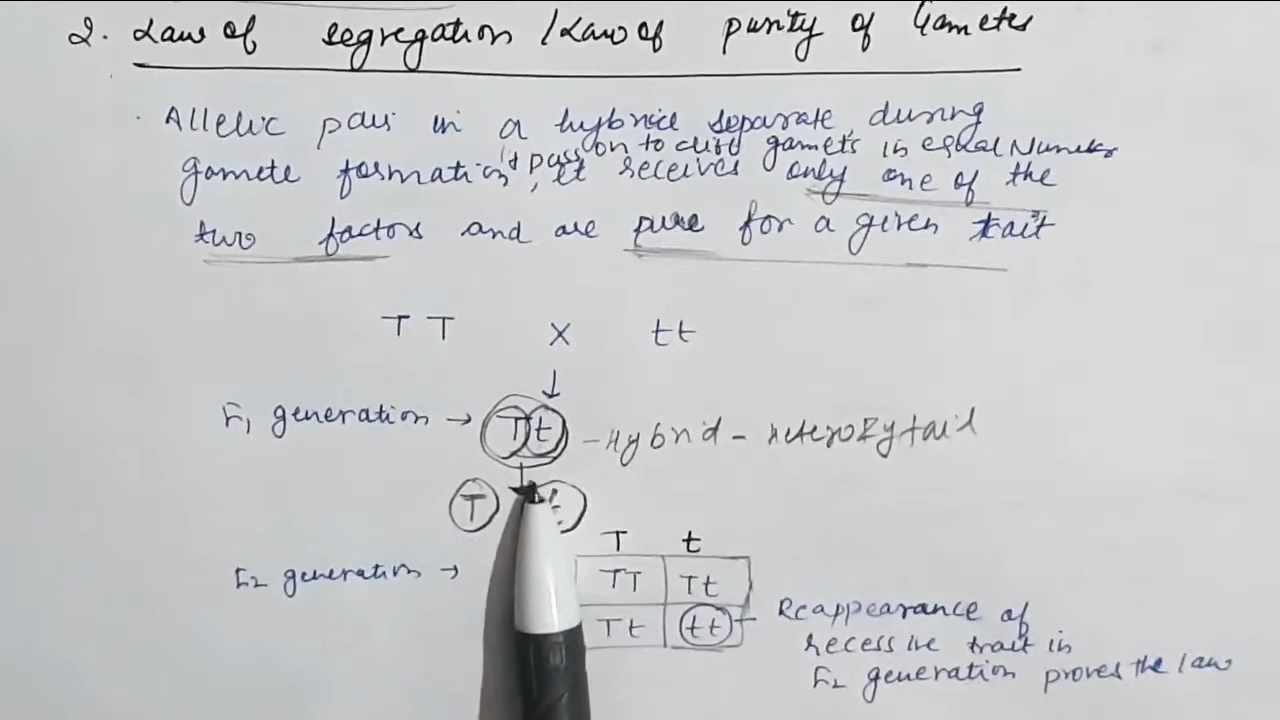 2. Law of segregation / Law of purity of Gametes
Allelic pair in a hybrid separate during
it pass on to diff gamets in equal Number
gamete formation, it receives only one of the
two factors and are pure for a given trait
T T x tt
F1 generation → Tt - Hybrid -
T t
T t
F2 generation →
TT Tt
Tt tt
Reappearance of
recessive trait in
F2 generation proves the law